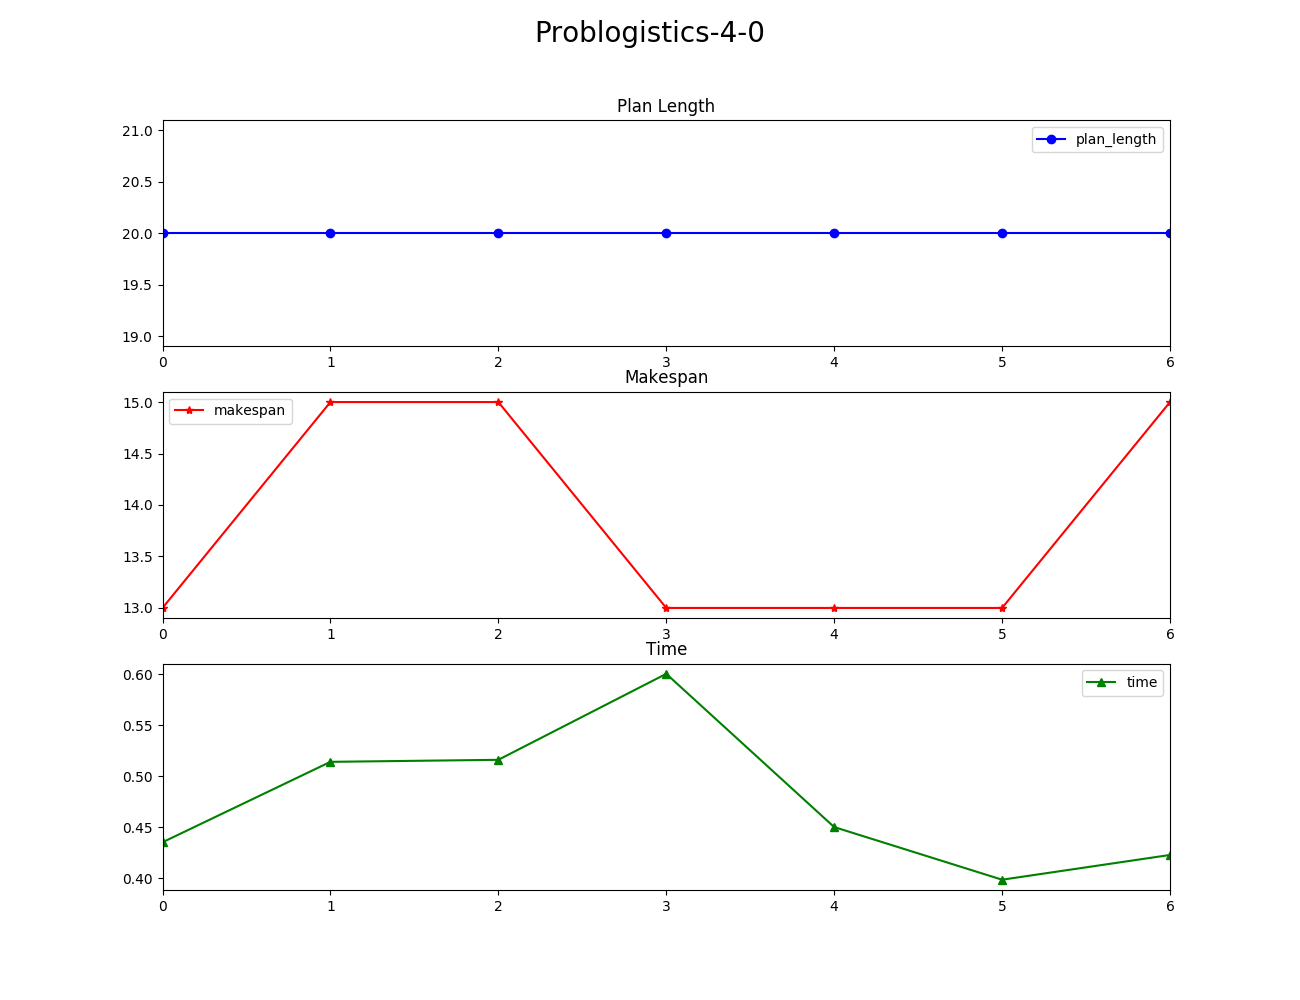 Problogistics-4-0
Plan Length
21.0
20.5
20.0
19.5
19.0
plan_length
0 1 2 3 4 5 6
Makespan
15.0
14.5
14.0
13.5
13.0
makespan
0 1 2 3 4 5 6
Time
0.60
0.55
0.50
0.45
0.40
time
0 1 2 3 4 5 6